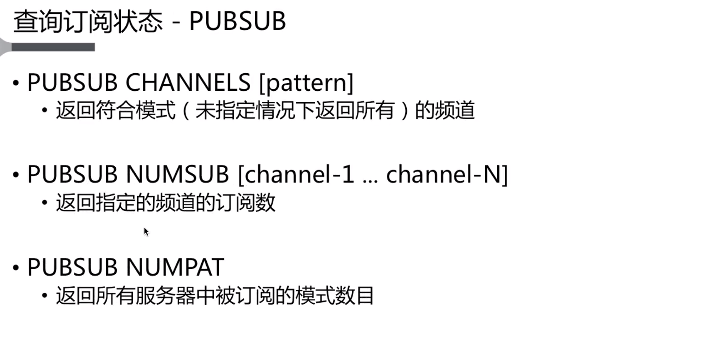 查询订阅状态 - PUBSUB
• PUBSUB CHANNELS [pattern]
• 返回符合模式（未指定情况下返回所有）的频道
• PUBSUB NUMSUB [channel-1 ... channel-N]
• 返回指定的频道的订阅数
• PUBSUB NUMPAT
• 返回所有服务器中被订阅的模式数目